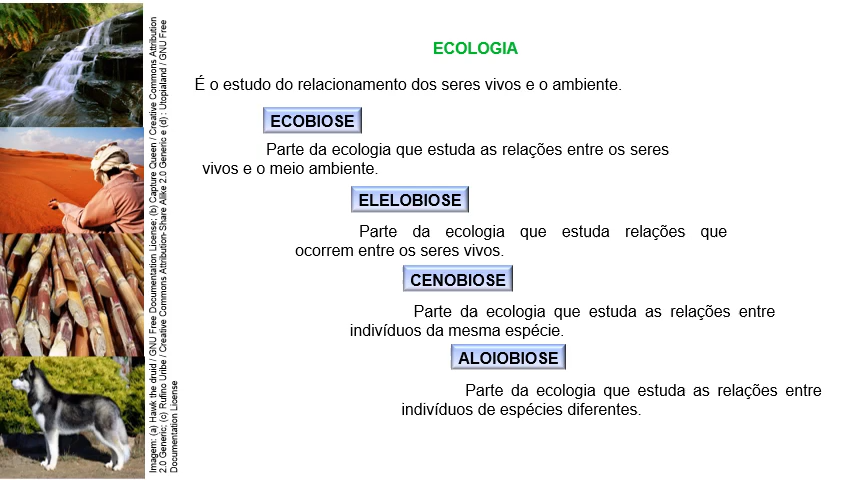 ECOLOGIA
É o estudo do relacionamento dos seres vivos e o ambiente.
ECOBIOSE
Parte da ecologia que estuda as relações entre os seres
vivos e o meio ambiente.
ELELOBIOSE
Parte da ecologia que estuda relações que
ocorrem entre os seres vivos.
CENOBIOSE
Parte da ecologia que estuda as relações entre
indivíduos da mesma espécie.
ALOIOBIOSE
Parte da ecologia que estuda as relações entre
indivíduos de espécies diferentes.
Imagem: (a) Hawk the druid / GNU Free Documentation License; (b) Capture Queen / Creative Commons Attribution
2.0 Generic; (c) Rufino Uribe / Creative Commons Attribution-Share Alike 2.0 Generic e (d) : Utopialand / GNU Free
Documentation License